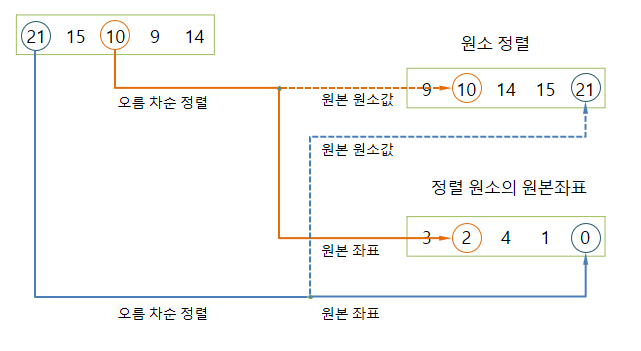 21 15 10 9 14
원소 정렬
9 10 14 15 21
오름 차순 정렬
원본 원소값
원본 원소값
정렬 원소의 원본좌표
3 2 4 1 0
원본 좌표
오름 차순 정렬
원본 좌표